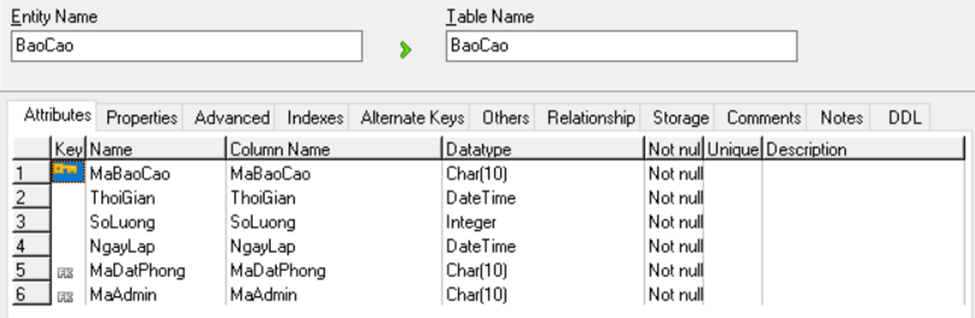 Entity Name Table Name
BaoCao BaoCao
Attributes Properties Advanced Indexes Alternate Keys Others Relationship Storage Comments Notes DDL
Key Name Column Name Datatype Not nul Unique Description
1 MaBaoCao MaBaoCao Char(10) Not null
2 ThoiGian ThoiGian DateTime Not null
3 SoLuong SoLuong Integer Not null
4 NgayLap NgayLap DateTime Not null
5 FK MaDatPhong MaDatPhong Char(10) Not null
6 FK MaAdmin MaAdmin Char(10) Not null